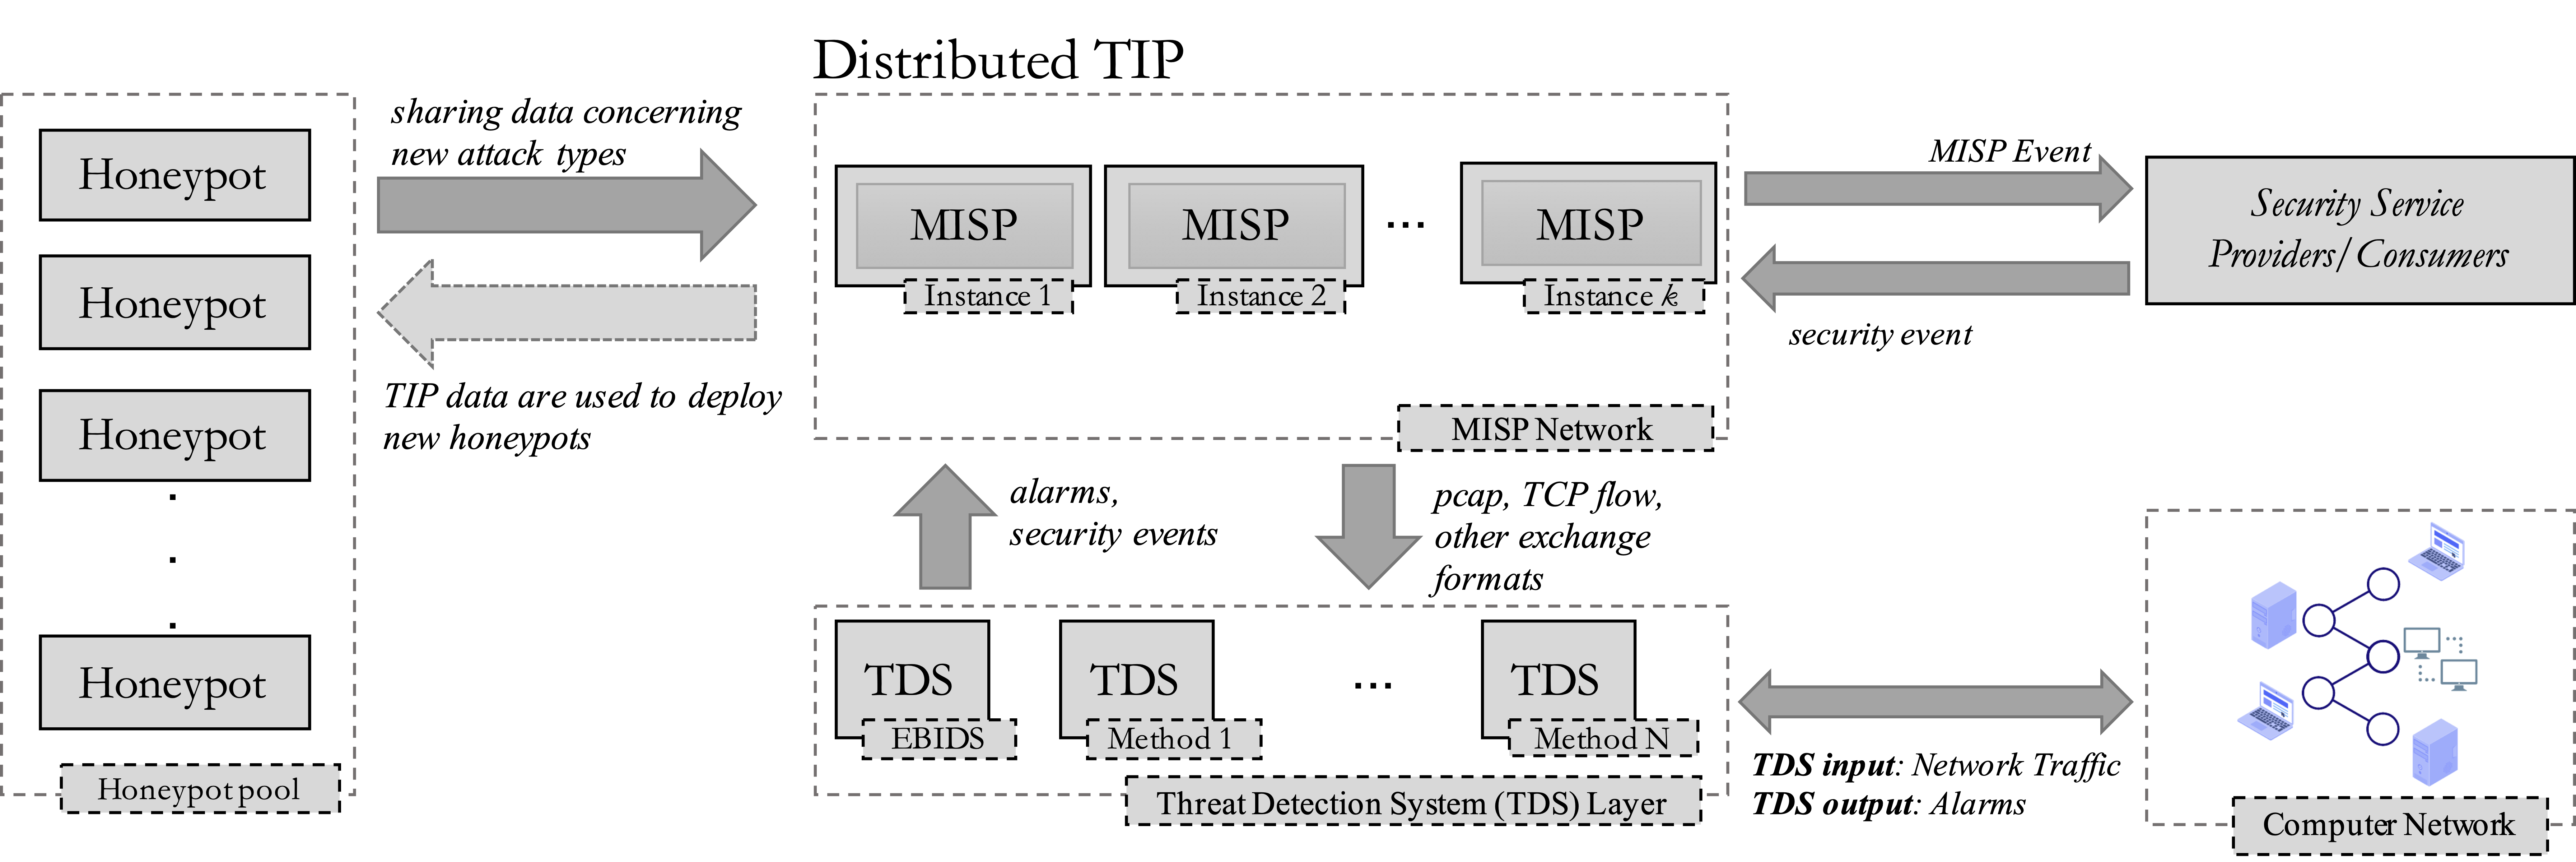 Distributed TIP
Honeypot
Honeypot
Honeypot
.
.
.
Honeypot
Honeypot pool
sharing data concerning
new attack types
TIP data are used to deploy
new honeypots
MISP
Instance 1
MISP
Instance 2
...
MISP
Instance k
MISP Network
MISP Event
security event
Security Service
Providers/Consumers
alarms,
security events
pcap, TCP flow,
other exchange
formats
TDS
EBIDS
TDS
Method 1
...
TDS
Method N
Threat Detection System (TDS) Layer
TDS input: Network Traffic
TDS output: Alarms
Computer Network